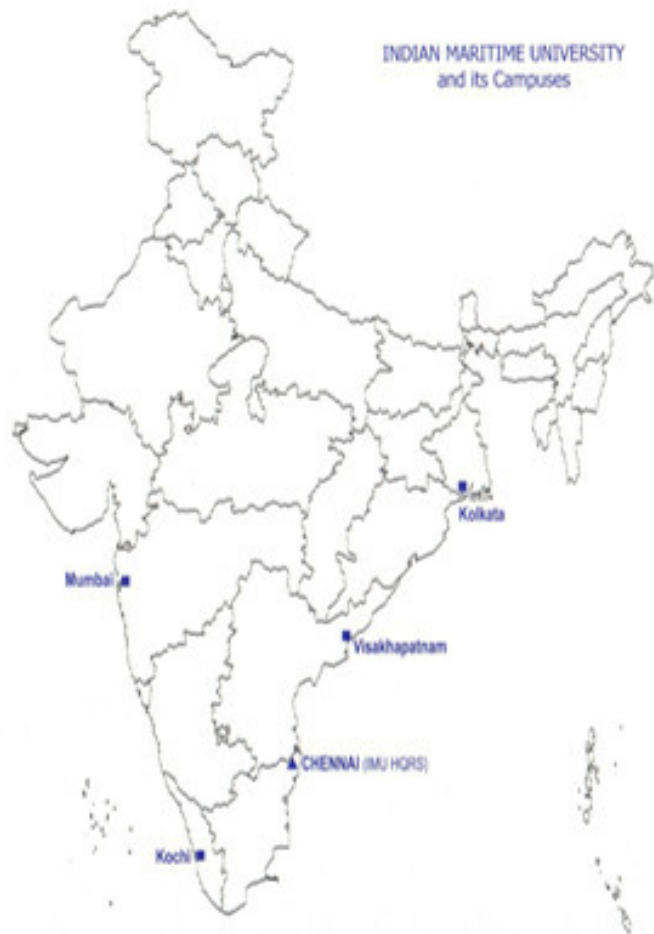 INDIAN MARITIME UNIVERSITY
and its Campuses
Kolkata
Mumbai
Visakhapatnam
CHENNAI (IMU HQRS)
Kochi